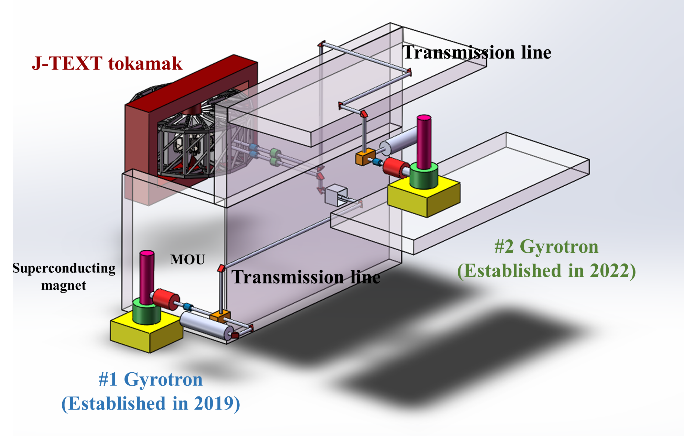 Transmission line
J-TEXT tokamak
#2 Gyrotron
(Established in 2022)
MOU
Superconducting
magnet
Transmission line
#1 Gyrotron
(Established in 2019)